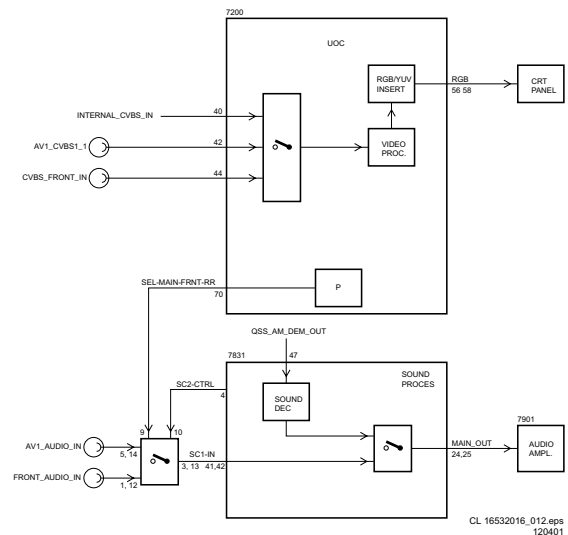 7200
UOC
RGB/YUV
INSERT
RGB
56 58
CRT
PANEL
INTERNAL_CVBS_IN
40
AV1_CVBS1_1
42
VIDEO
PROC.
CVBS_FRONT_IN
44
SEL-MAIN-FRNT-RR
70
P
QSS_AM_DEM_OUT
7831
47
SOUND
PROCES
SC2-CTRL
4
SOUND
DEC
7901
9
10
AV1_AUDIO_IN
5, 14
SC1-IN
3, 13 41,42
MAIN_OUT
24,25
AUDIO
AMPL.
FRONT_AUDIO_IN
1, 12
CL 16532016_012.eps
120401